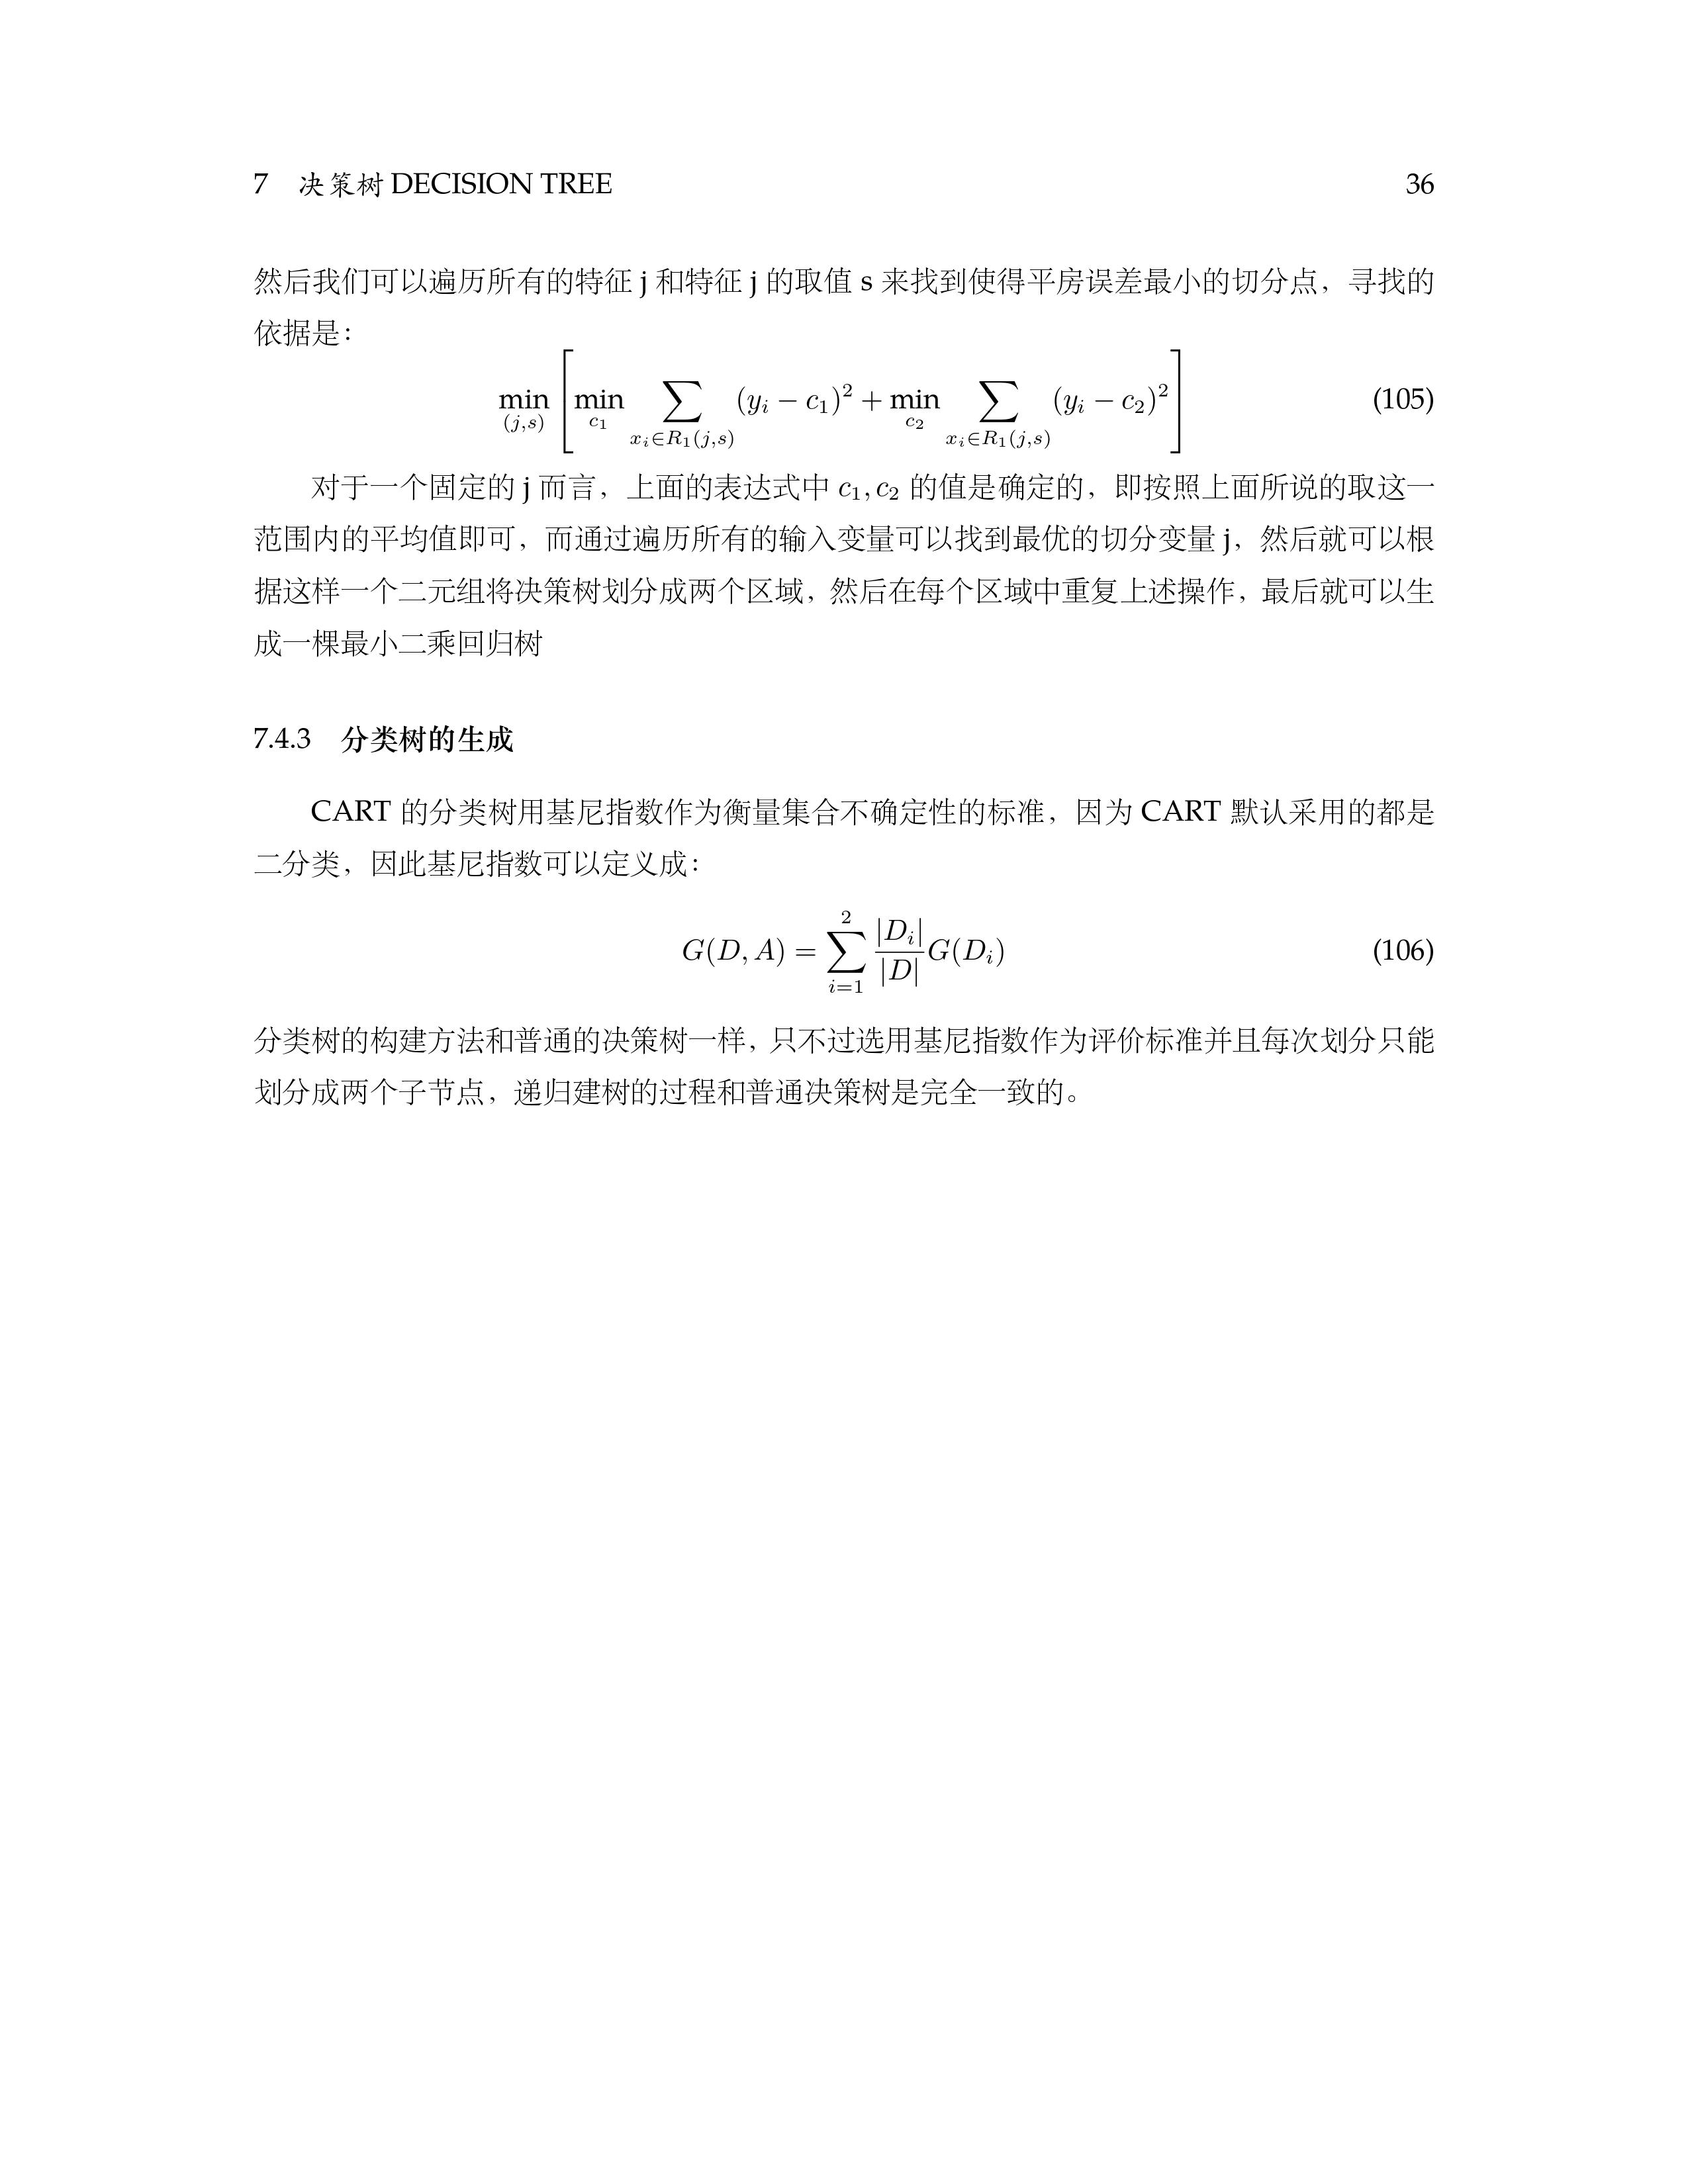 7 决策树 DECISION TREE 36
然后我们可以遍历所有的特征 j 和特征 j 的取值 s 来找到使得平房误差最小的切分点，寻找的
依据是：
$$\min_{(j,s)} \left[ \min_{c_1} \sum_{x_i \in R_1(j,s)} (y_i - c_1)^2 + \min_{c_2} \sum_{x_i \in R_1(j,s)} (y_i - c_2)^2 \right]$$ (105)
对于一个固定的 j 而言，上面的表达式中 $c_1, c_2$ 的值是确定的，即按照上面所说的取这一
范围内的平均值即可，而通过遍历所有的输入变量可以找到最优的切分变量 j，然后就可以根
据这样一个二元组将决策树划分成两个区域，然后在每个区域中重复上述操作，最后就可以生
成一棵最小二乘回归树
7.4.3 分类树的生成
CART 的分类树用基尼指数作为衡量集合不确定性的标准，因为 CART 默认采用的都是
二分类，因此基尼指数可以定义成：
$$G(D, A) = \sum_{i=1}^{2} \frac{|D_i|}{|D|} G(D_i)$$ (106)
分类树的构建方法和普通的决策树一样，只不过选用基尼指数作为评价标准并且每次划分只能
划分成两个子节点，递归建树的过程和普通决策树是完全一致的。